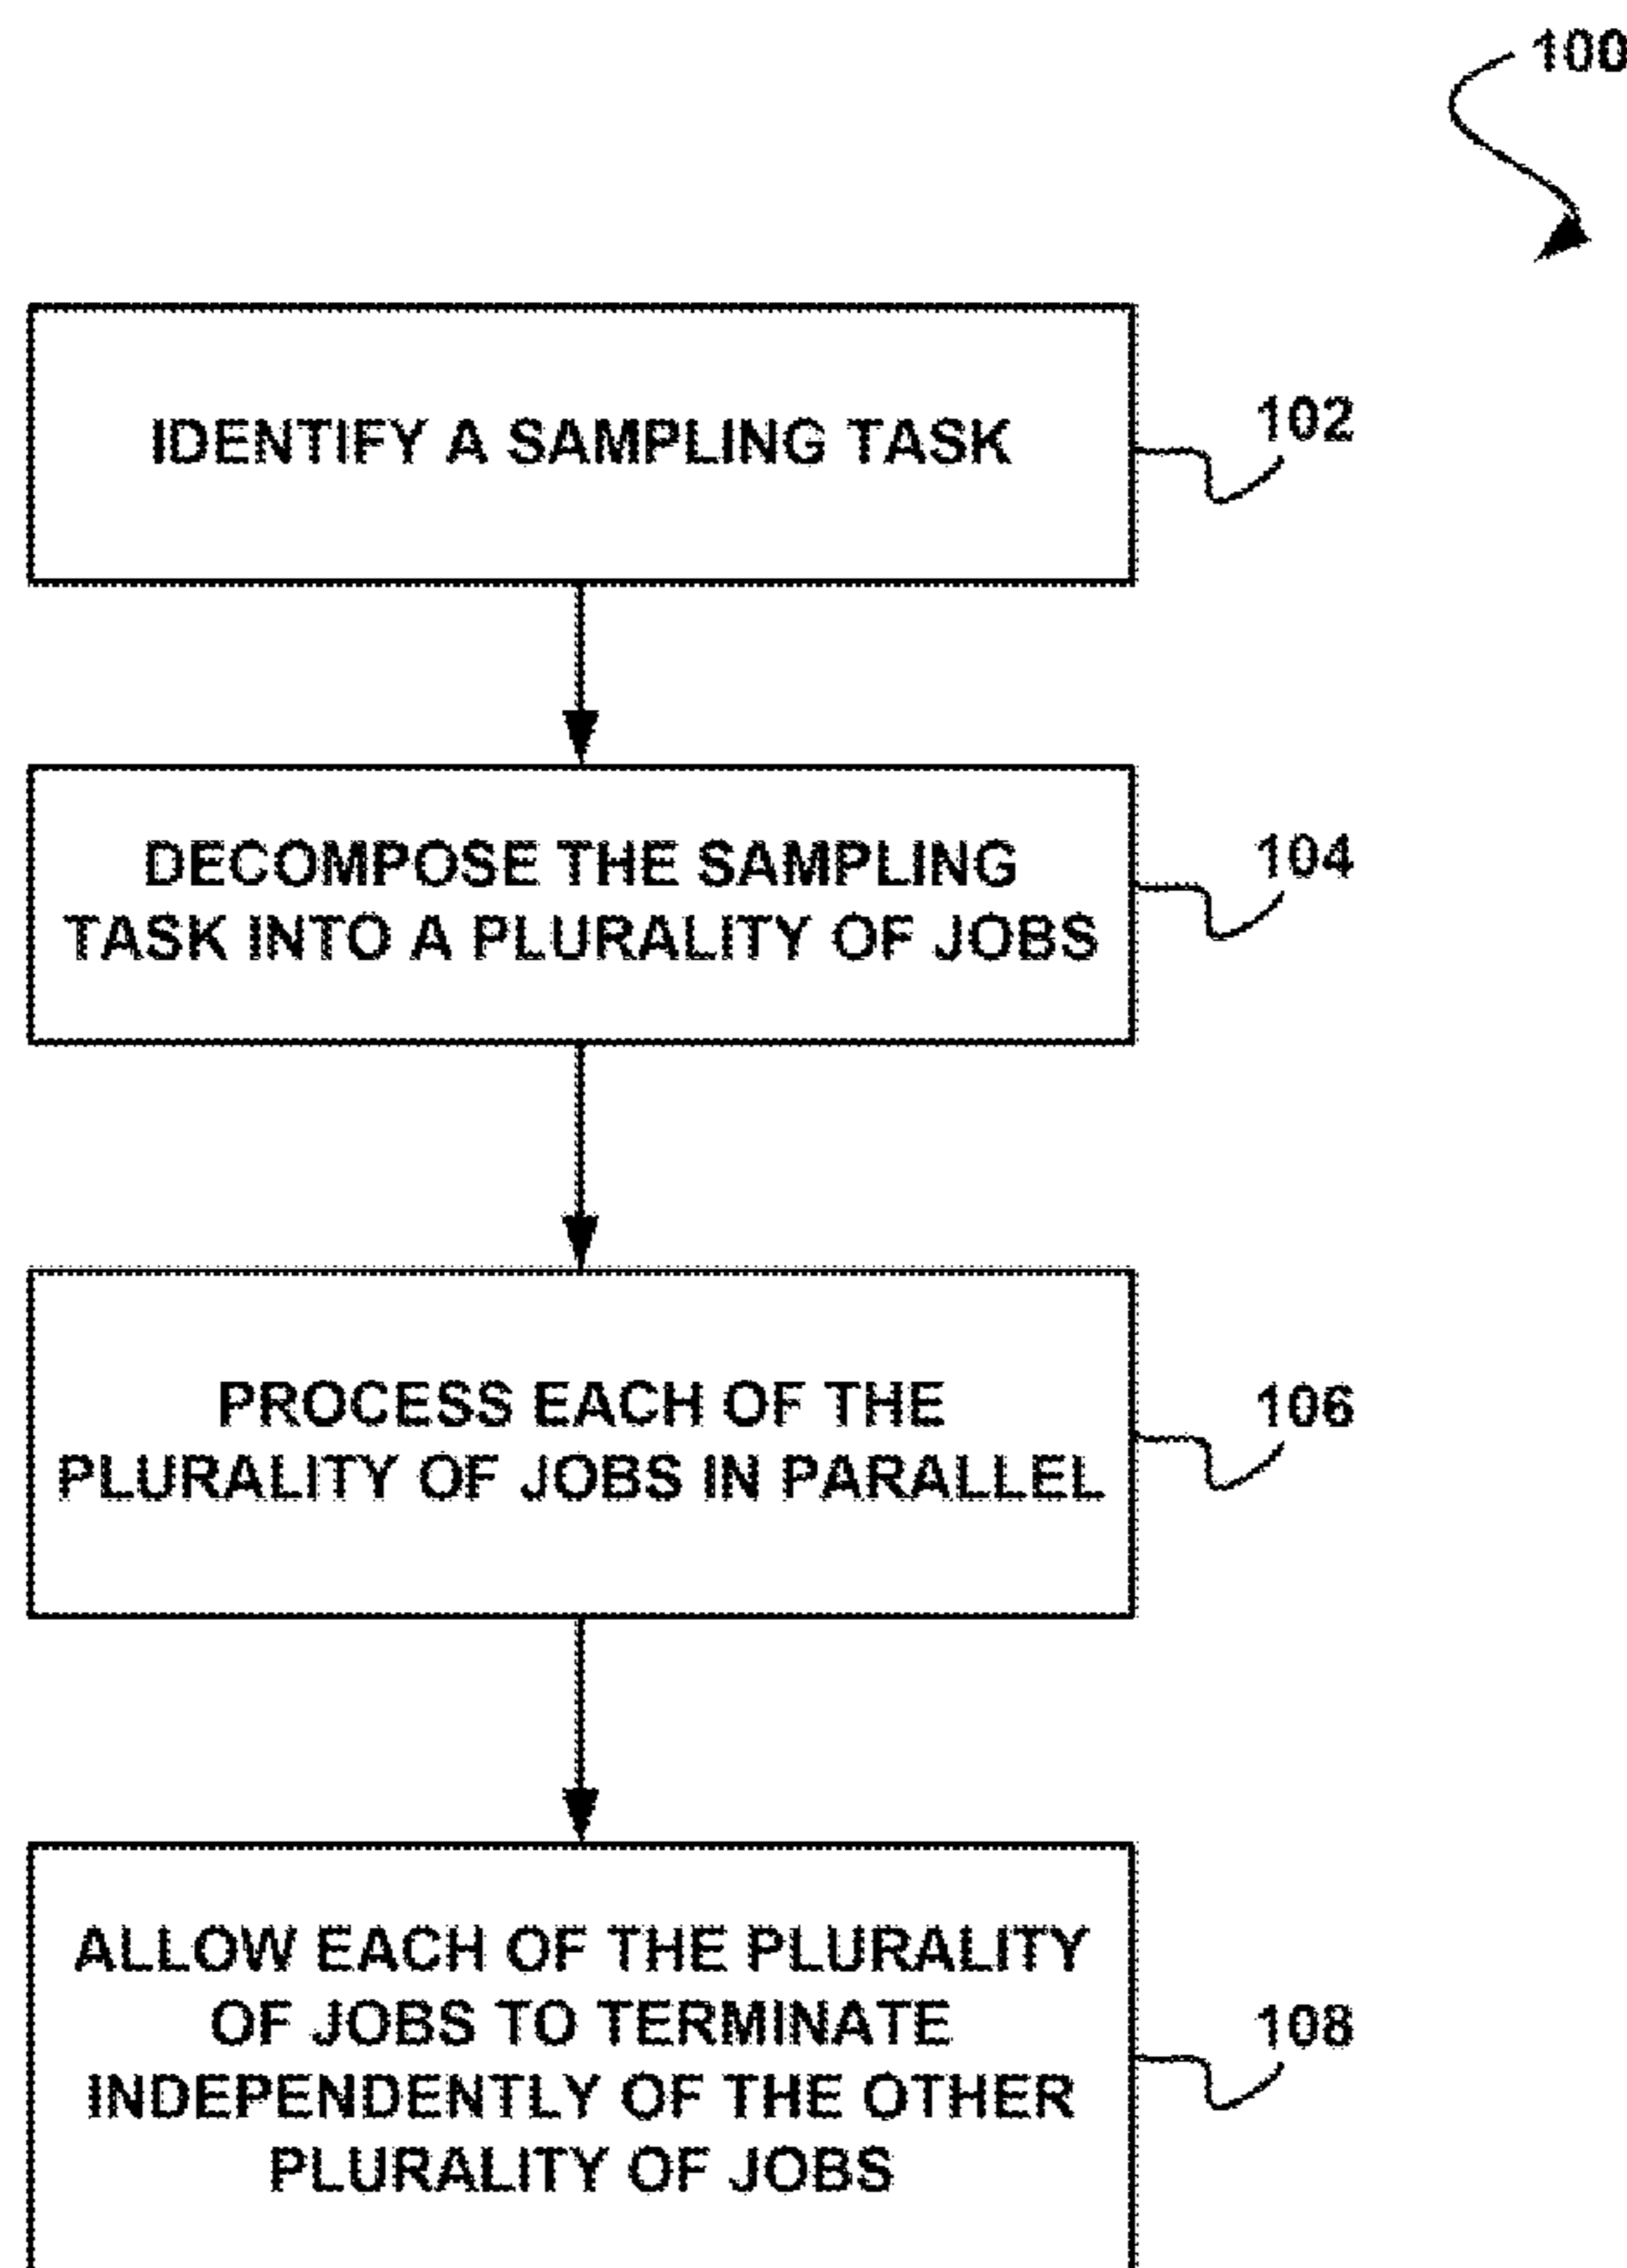 100
IDENTIFY A SAMPLING TASK
102
DECOMPOSE THE SAMPLING
TASK INTO A PLURALITY OF JOBS
104
PROCESS EACH OF THE
PLURALITY OF JOBS IN PARALLEL
106
ALLOW EACH OF THE PLURALITY
OF JOBS TO TERMINATE
INDEPENDENTLY OF THE OTHER
PLURALITY OF JOBS
108